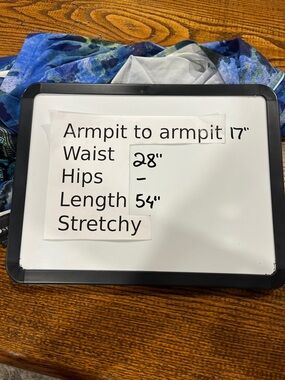 Armpit to armpit 17"
Waist 28"
Hips -
Length 54"
Stretchy